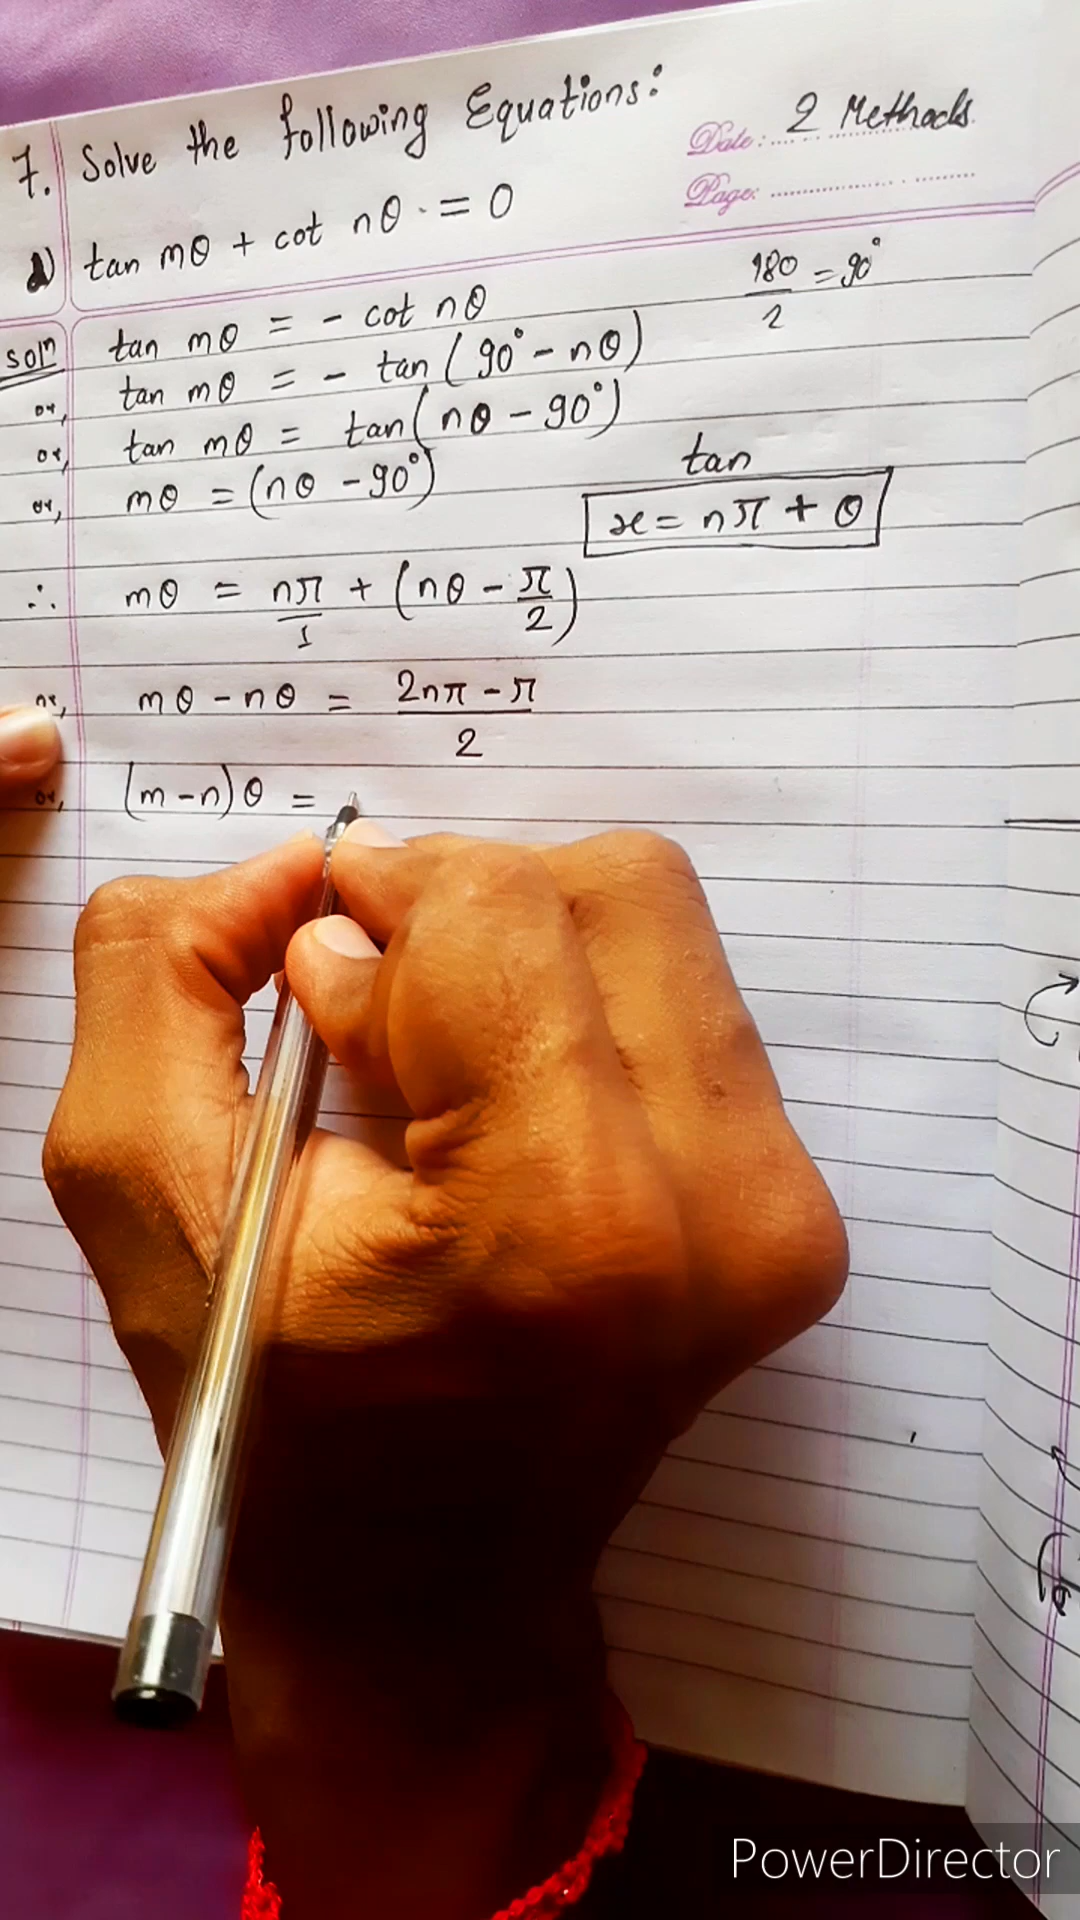 7. Solve the following Equations:
Date: 2 Methods
Page:
a) tan mθ + cot nθ = 0
180/2 = 90°
Soln tan mθ = - cot nθ
or, tan mθ = - tan (90° - nθ)
or, tan mθ = tan (nθ - 90°)
or, mθ = (nθ - 90°)
tan
x = nπ + θ
∴ mθ = nπ/1 + (nθ - π/2)
or, mθ - nθ = 2nπ - π / 2
or, (m - n)θ =
PowerDirector